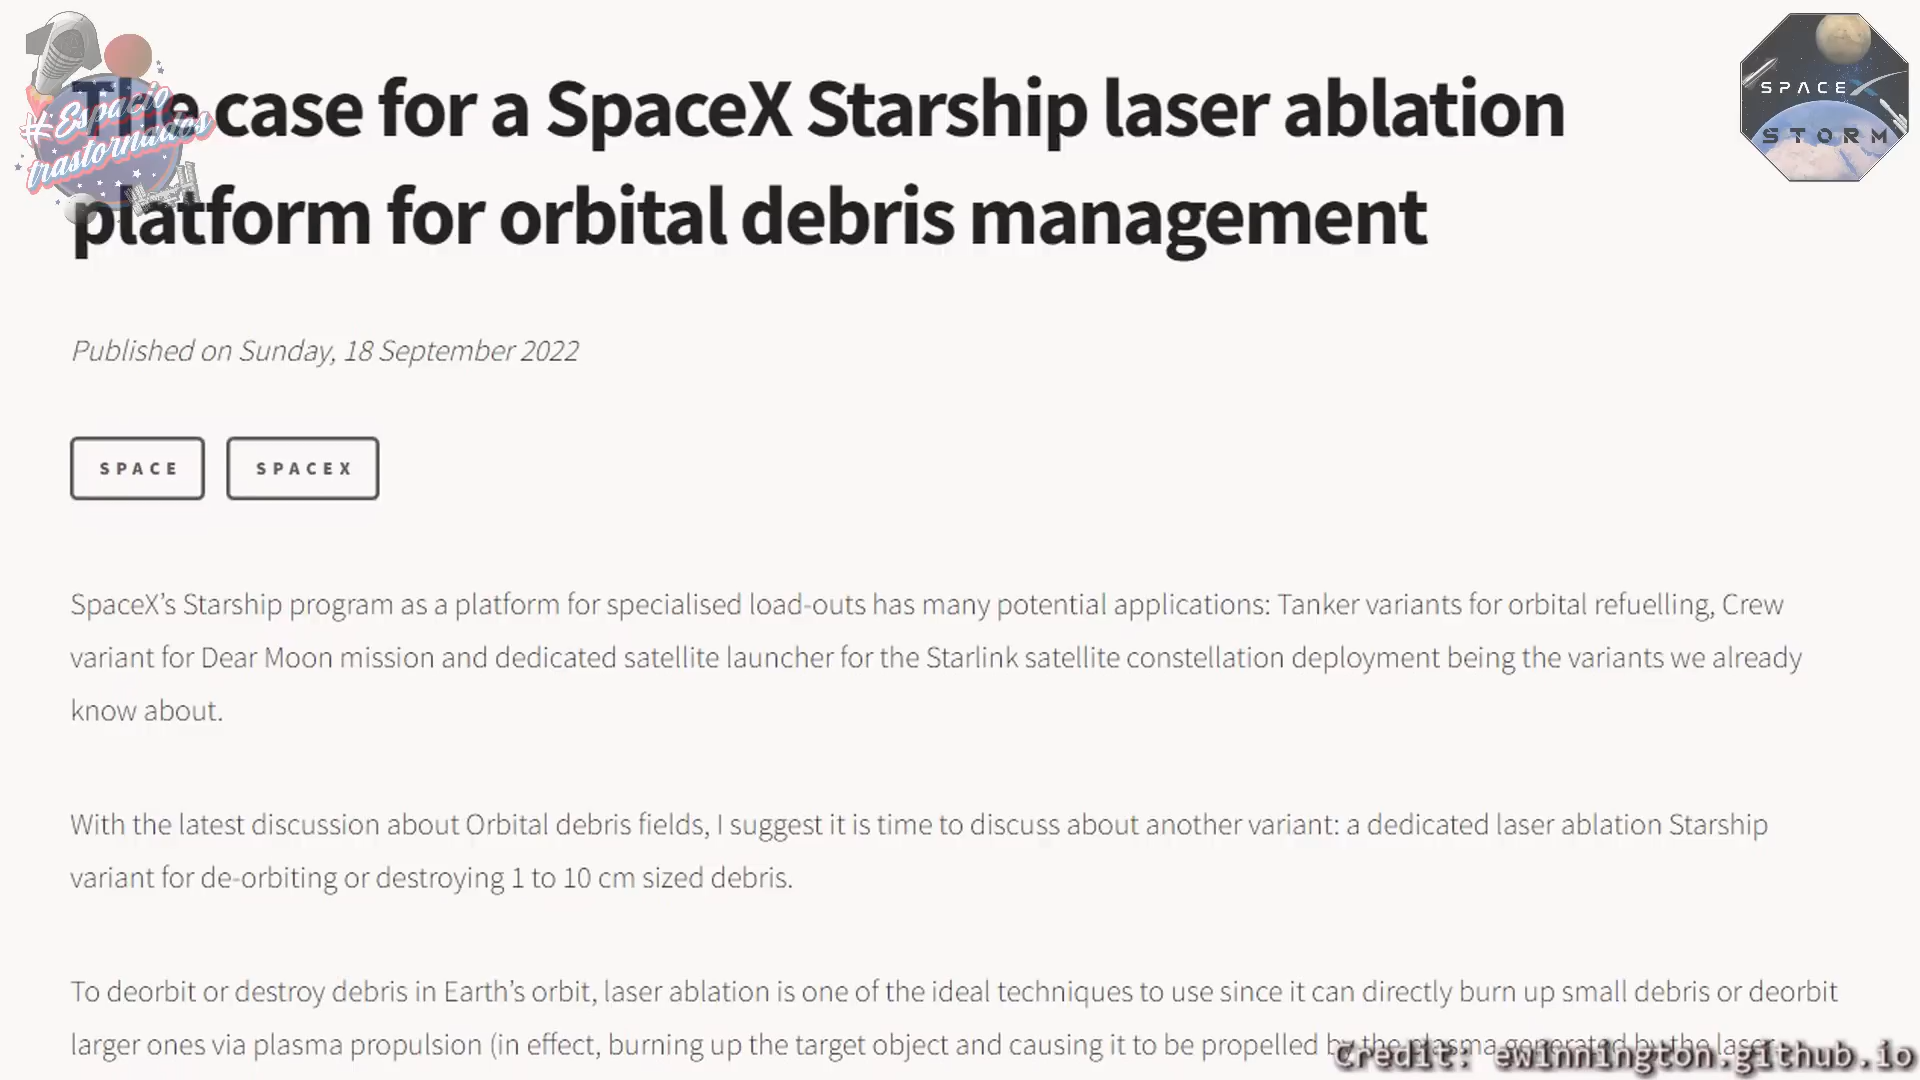 The case for a SpaceX Starship laser ablation
platform for orbital debris management
#Espacio
trastornados
SPACEX
STORM
Published on Sunday, 18 September 2022
SPACE
SPACEX
SpaceX’s Starship program as a platform for specialised load-outs has many potential applications: Tanker variants for orbital refuelling, Crew
variant for Dear Moon mission and dedicated satellite launcher for the Starlink satellite constellation deployment being the variants we already
know about.
With the latest discussion about Orbital debris fields, I suggest it is time to discuss about another variant: a dedicated laser ablation Starship
variant for de-orbiting or destroying 1 to 10 cm sized debris.
To deorbit or destroy debris in Earth’s orbit, laser ablation is one of the ideal techniques to use since it can directly burn up small debris or deorbit
larger ones via plasma propulsion (in effect, burning up the target object and causing it to be propelled by the plasma generated by the laser
Credit: ewinnington.github.io